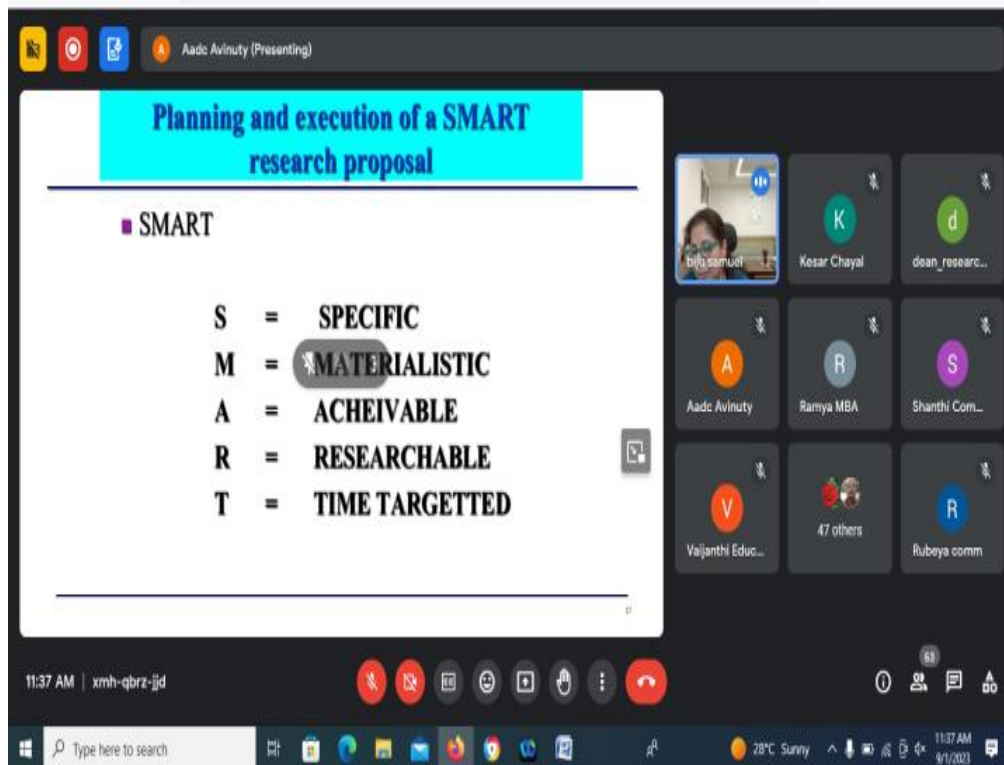 Aadc Avinuty (Presenting)
Planning and execution of a SMART
research proposal
SMART
S = SPECIFIC
M = MATERIALISTIC
A = ACHEIVABLE
R = RESEARCHABLE
T = TIME TARGETTED
biju samuel
K
Kesar Chayal
d
dean_researc...
A
Aadc Avinuty
R
Ramya MBA
S
Shanthi Com...
V
Vaijanthi Educ...
47 others
R
Rubeya comm
11:37 AM | xmh-qbrz-jjd
Type here to search
28°C Sunny
11:37 AM
9/1/2023